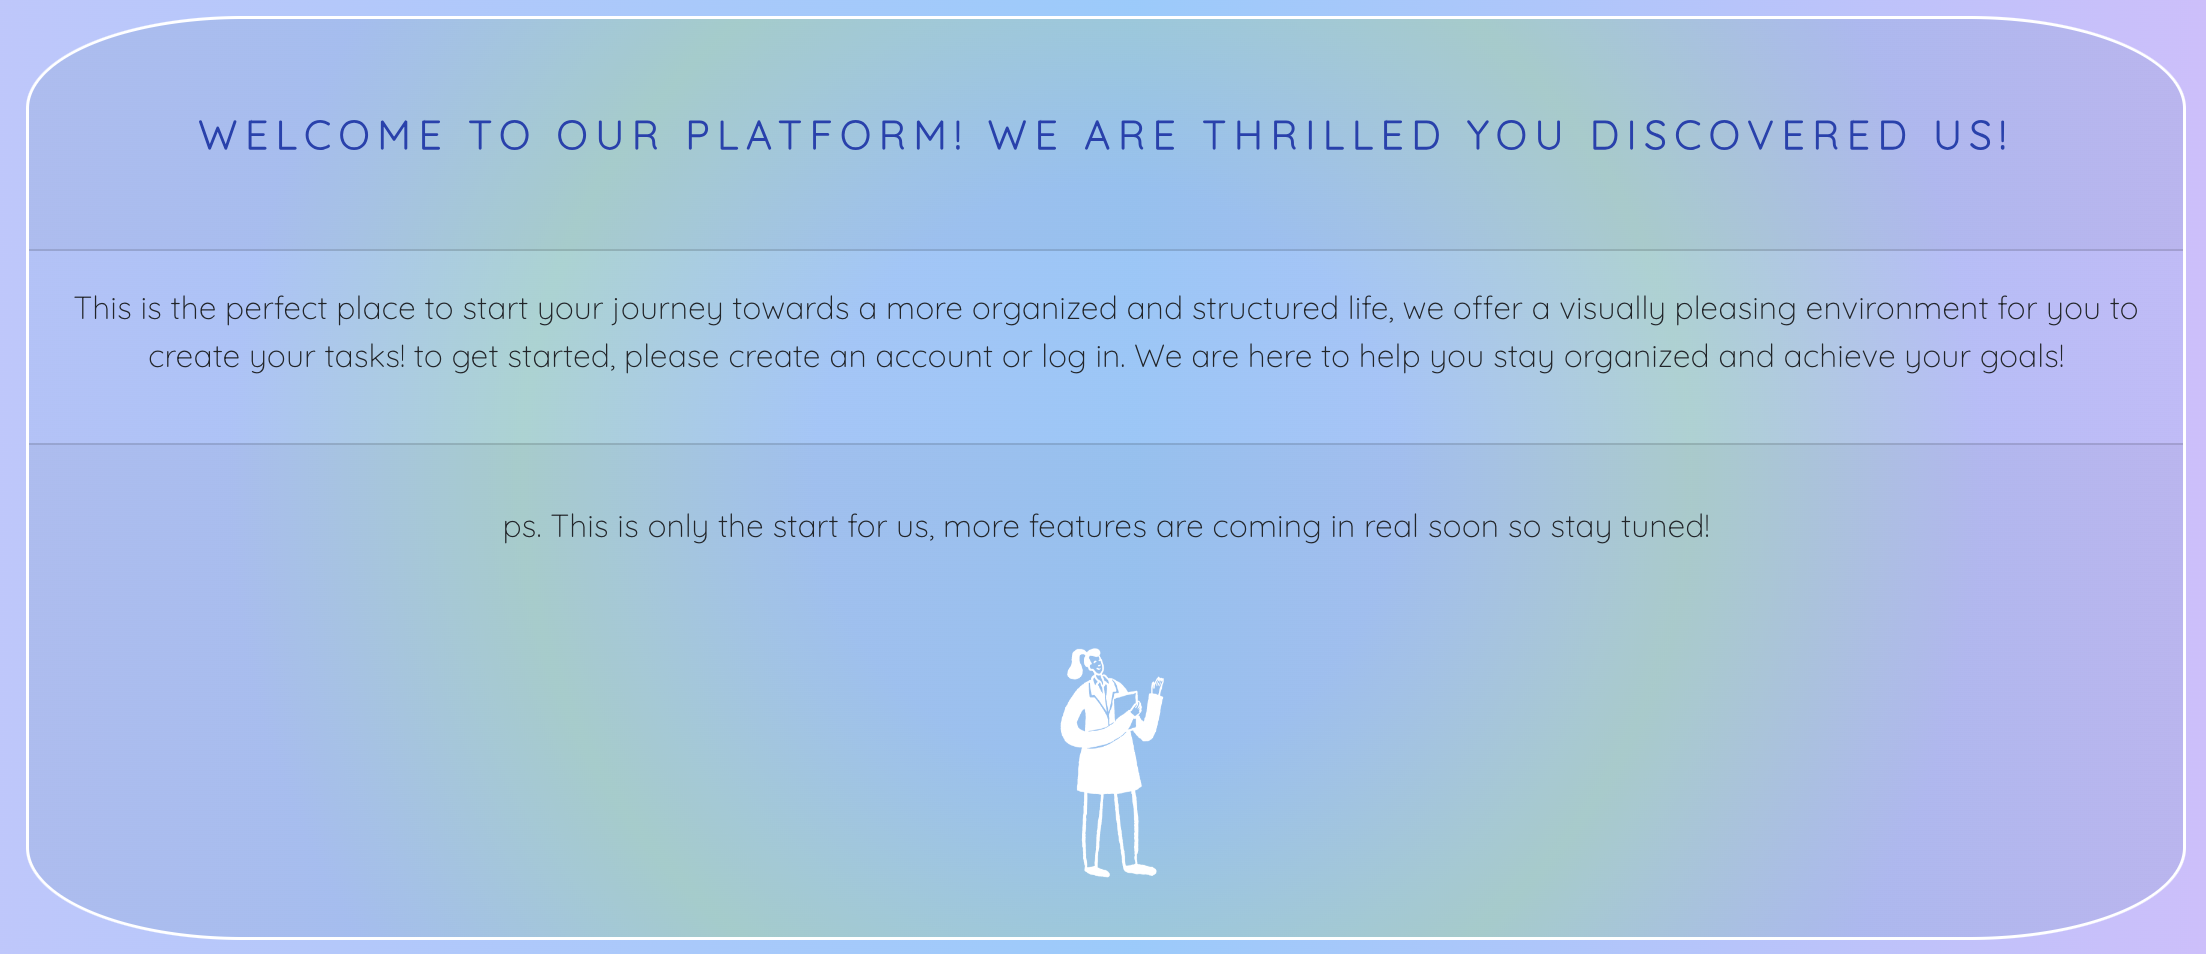 WELCOME TO OUR PLATFORM! WE ARE THRILLED YOU DISCOVERED US!
This is the perfect place to start your journey towards a more organized and structured life, we offer a visually pleasing environment for you to
create your tasks! to get started, please create an account or log in. We are here to help you stay organized and achieve your goals!
ps. This is only the start for us, more features are coming in real soon so stay tuned!